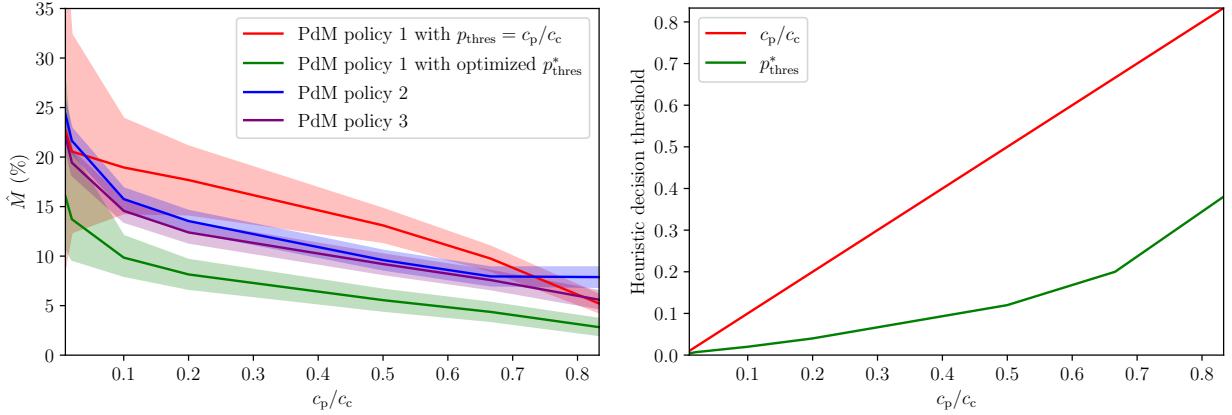 35
30
25
20
15
10
5
0
M̂ (%)
PdM policy 1 with p_thres = c_p/c_c
PdM policy 1 with optimized p*_thres
PdM policy 2
PdM policy 3
0.1 0.2 0.3 0.4 0.5 0.6 0.7 0.8
c_p/c_c
Heuristic decision threshold
0.8
0.7
0.6
0.5
0.4
0.3
0.2
0.1
0.0
c_p/c_c
p*_thres
0.1 0.2 0.3 0.4 0.5 0.6 0.7 0.8
c_p/c_c